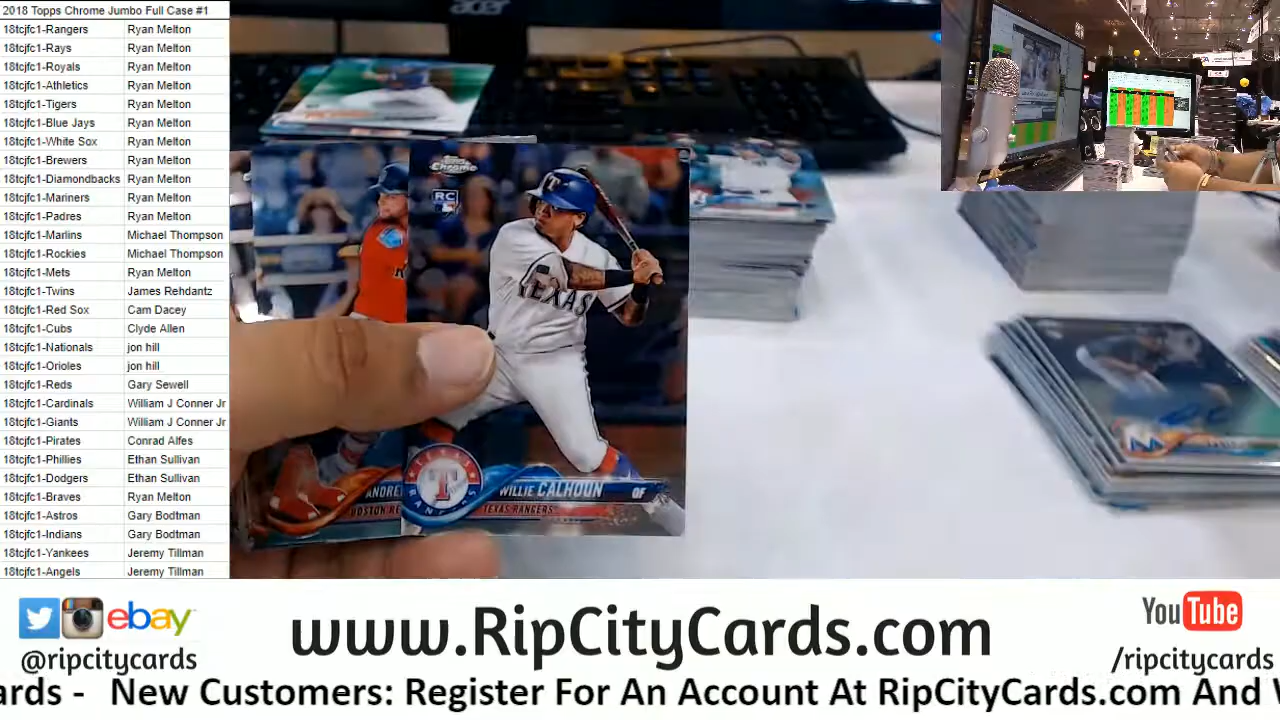 2018 Topps Chrome Jumbo Full Case #1
18tcjfc1-Rangers Ryan Melton
18tcjfc1-Rays Ryan Melton
18tcjfc1-Royals Ryan Melton
18tcjfc1-Athletics Ryan Melton
18tcjfc1-Tigers Ryan Melton
18tcjfc1-Blue Jays Ryan Melton
18tcjfc1-White Sox Ryan Melton
18tcjfc1-Brewers Ryan Melton
18tcjfc1-Diamondbacks Ryan Melton
18tcjfc1-Mariners Ryan Melton
18tcjfc1-Padres Ryan Melton
18tcjfc1-Marlins Michael Thompson
18tcjfc1-Rockies Michael Thompson
18tcjfc1-Mets Ryan Melton
18tcjfc1-Twins James Rehdantz
18tcjfc1-Red Sox Cam Dacey
18tcjfc1-Cubs Clyde Allen
18tcjfc1-Nationals jon hill
18tcjfc1-Orioles jon hill
18tcjfc1-Reds Gary Sewell
18tcjfc1-Cardinals William J Conner Jr
18tcjfc1-Giants William J Conner Jr
18tcjfc1-Pirates Conrad Alfes
18tcjfc1-Phillies Ethan Sullivan
18tcjfc1-Dodgers Ethan Sullivan
18tcjfc1-Braves Ryan Melton
18tcjfc1-Astros Gary Bodtman
18tcjfc1-Indians Gary Bodtman
18tcjfc1-Yankees Jeremy Tillman
18tcjfc1-Angels Jeremy Tillman
acer
Topps Chrome
RC
T
TEXAS
ANDRE
BOSTON RE
T
WILLIE CALHOUN OF
TEXAS RANGERS
ebay
@ripcitycards
www.RipCityCards.com
YouTube
/ripcitycards
ards - New Customers: Register For An Account At RipCityCards.com And